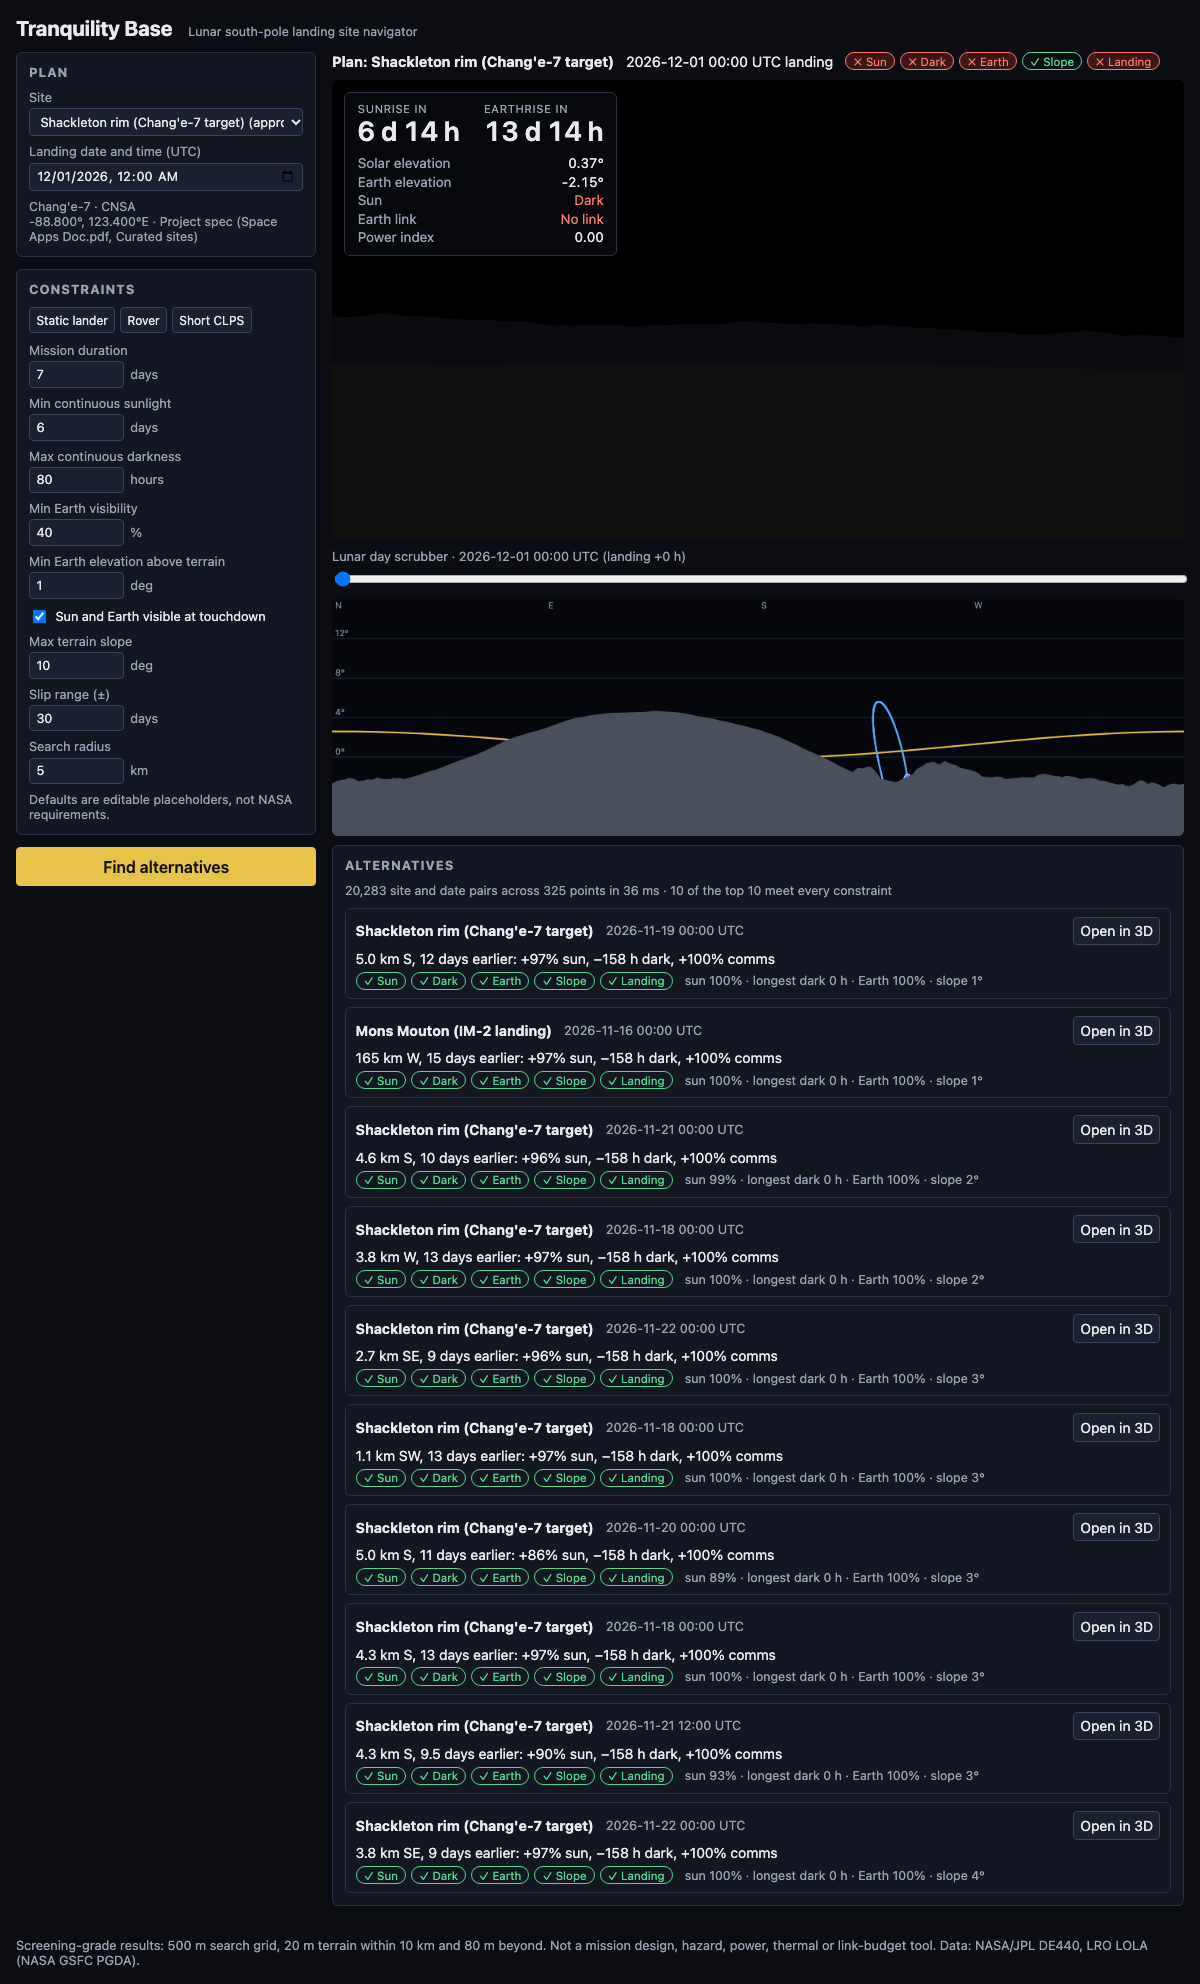 Tranquility Base Lunar south-pole landing site navigator
PLAN
Site
Shackleton rim (Chang'e-7 target) (appro
Landing date and time (UTC)
12/01/2026, 12:00 AM
Chang'e-7 · CNSA
-88.800°, 123.400°E · Project spec (Space
Apps Doc.pdf, Curated sites)
CONSTRAINTS
Static lander Rover Short CLPS
Mission duration
7 days
Min continuous sunlight
6 days
Max continuous darkness
80 hours
Min Earth visibility
40 %
Min Earth elevation above terrain
1 deg
Sun and Earth visible at touchdown
Max terrain slope
10 deg
Slip range (±)
30 days
Search radius
5 km
Defaults are editable placeholders, not NASA
requirements.
Find alternatives
Plan: Shackleton rim (Chang'e-7 target) 2026-12-01 00:00 UTC landing ✕ Sun ✕ Dark ✕ Earth ✓ Slope ✕ Landing
SUNRISE IN EARTHRISE IN
6 d 14 h 13 d 14 h
Solar elevation 0.37°
Earth elevation -2.15°
Sun Dark
Earth link No link
Power index 0.00
Lunar day scrubber · 2026-12-01 00:00 UTC (landing +0 h)
N E S W
12°
8°
4°
0°
ALTERNATIVES
20,283 site and date pairs across 325 points in 36 ms · 10 of the top 10 meet every constraint
Shackleton rim (Chang'e-7 target) 2026-11-19 00:00 UTC Open in 3D
5.0 km S, 12 days earlier: +97% sun, −158 h dark, +100% comms
✓ Sun ✓ Dark ✓ Earth ✓ Slope ✓ Landing sun 100% · longest dark 0 h · Earth 100% · slope 1°
Mons Mouton (IM-2 landing) 2026-11-16 00:00 UTC Open in 3D
165 km W, 15 days earlier: +97% sun, −158 h dark, +100% comms
✓ Sun ✓ Dark ✓ Earth ✓ Slope ✓ Landing sun 100% · longest dark 0 h · Earth 100% · slope 1°
Shackleton rim (Chang'e-7 target) 2026-11-21 00:00 UTC Open in 3D
4.6 km S, 10 days earlier: +96% sun, −158 h dark, +100% comms
✓ Sun ✓ Dark ✓ Earth ✓ Slope ✓ Landing sun 99% · longest dark 0 h · Earth 100% · slope 2°
Shackleton rim (Chang'e-7 target) 2026-11-18 00:00 UTC Open in 3D
3.8 km W, 13 days earlier: +97% sun, −158 h dark, +100% comms
✓ Sun ✓ Dark ✓ Earth ✓ Slope ✓ Landing sun 100% · longest dark 0 h · Earth 100% · slope 2°
Shackleton rim (Chang'e-7 target) 2026-11-22 00:00 UTC Open in 3D
2.7 km SE, 9 days earlier: +96% sun, −158 h dark, +100% comms
✓ Sun ✓ Dark ✓ Earth ✓ Slope ✓ Landing sun 100% · longest dark 0 h · Earth 100% · slope 3°
Shackleton rim (Chang'e-7 target) 2026-11-18 00:00 UTC Open in 3D
1.1 km SW, 13 days earlier: +97% sun, −158 h dark, +100% comms
✓ Sun ✓ Dark ✓ Earth ✓ Slope ✓ Landing sun 100% · longest dark 0 h · Earth 100% · slope 3°
Shackleton rim (Chang'e-7 target) 2026-11-20 00:00 UTC Open in 3D
5.0 km S, 11 days earlier: +86% sun, −158 h dark, +100% comms
✓ Sun ✓ Dark ✓ Earth ✓ Slope ✓ Landing sun 89% · longest dark 0 h · Earth 100% · slope 3°
Shackleton rim (Chang'e-7 target) 2026-11-18 00:00 UTC Open in 3D
4.3 km S, 13 days earlier: +97% sun, −158 h dark, +100% comms
✓ Sun ✓ Dark ✓ Earth ✓ Slope ✓ Landing sun 100% · longest dark 0 h · Earth 100% · slope 3°
Shackleton rim (Chang'e-7 target) 2026-11-21 12:00 UTC Open in 3D
4.3 km S, 9.5 days earlier: +90% sun, −158 h dark, +100% comms
✓ Sun ✓ Dark ✓ Earth ✓ Slope ✓ Landing sun 93% · longest dark 0 h · Earth 100% · slope 3°
Shackleton rim (Chang'e-7 target) 2026-11-22 00:00 UTC Open in 3D
3.8 km SE, 9 days earlier: +97% sun, −158 h dark, +100% comms
✓ Sun ✓ Dark ✓ Earth ✓ Slope ✓ Landing sun 100% · longest dark 0 h · Earth 100% · slope 4°
Screening-grade results: 500 m search grid, 20 m terrain within 10 km and 80 m beyond. Not a mission design, hazard, power, thermal or link-budget tool. Data: NASA/JPL DE440, LRO LOLA
(NASA GSFC PGDA).